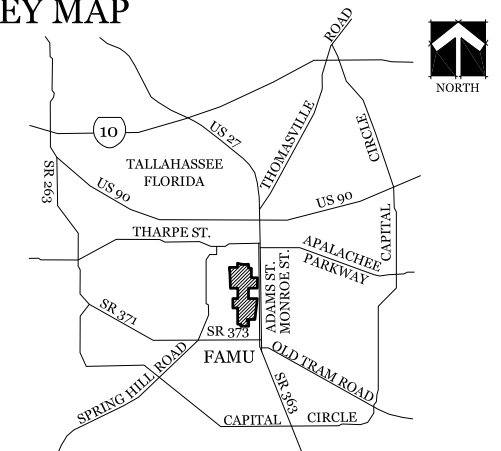 EY MAP
ROAD
NORTH
10
US 27
THOMASVILLE
CIRCLE
TALLAHASSEE
FLORIDA
SR 263
US 90
US 90
THARPE ST.
CAPITAL
APALACHEE
PARKWAY
ADAMS ST.
MONROE ST.
SR 371
SR 373
FAMU
OLD TRAM ROAD
SPRING HILL ROAD
SR 363
CAPITAL
CIRCLE